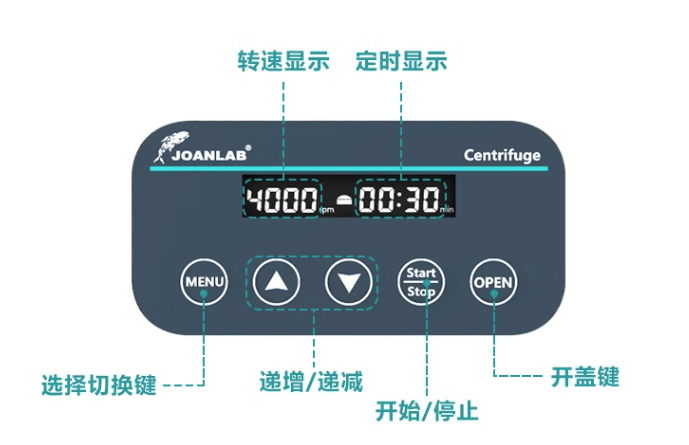 转速显示 定时显示
JOANLAB® Centrifuge
4000 rpm 00:30 min
MENU Start Stop OPEN
选择切换键 递增/递减 开始/停止 开盖键